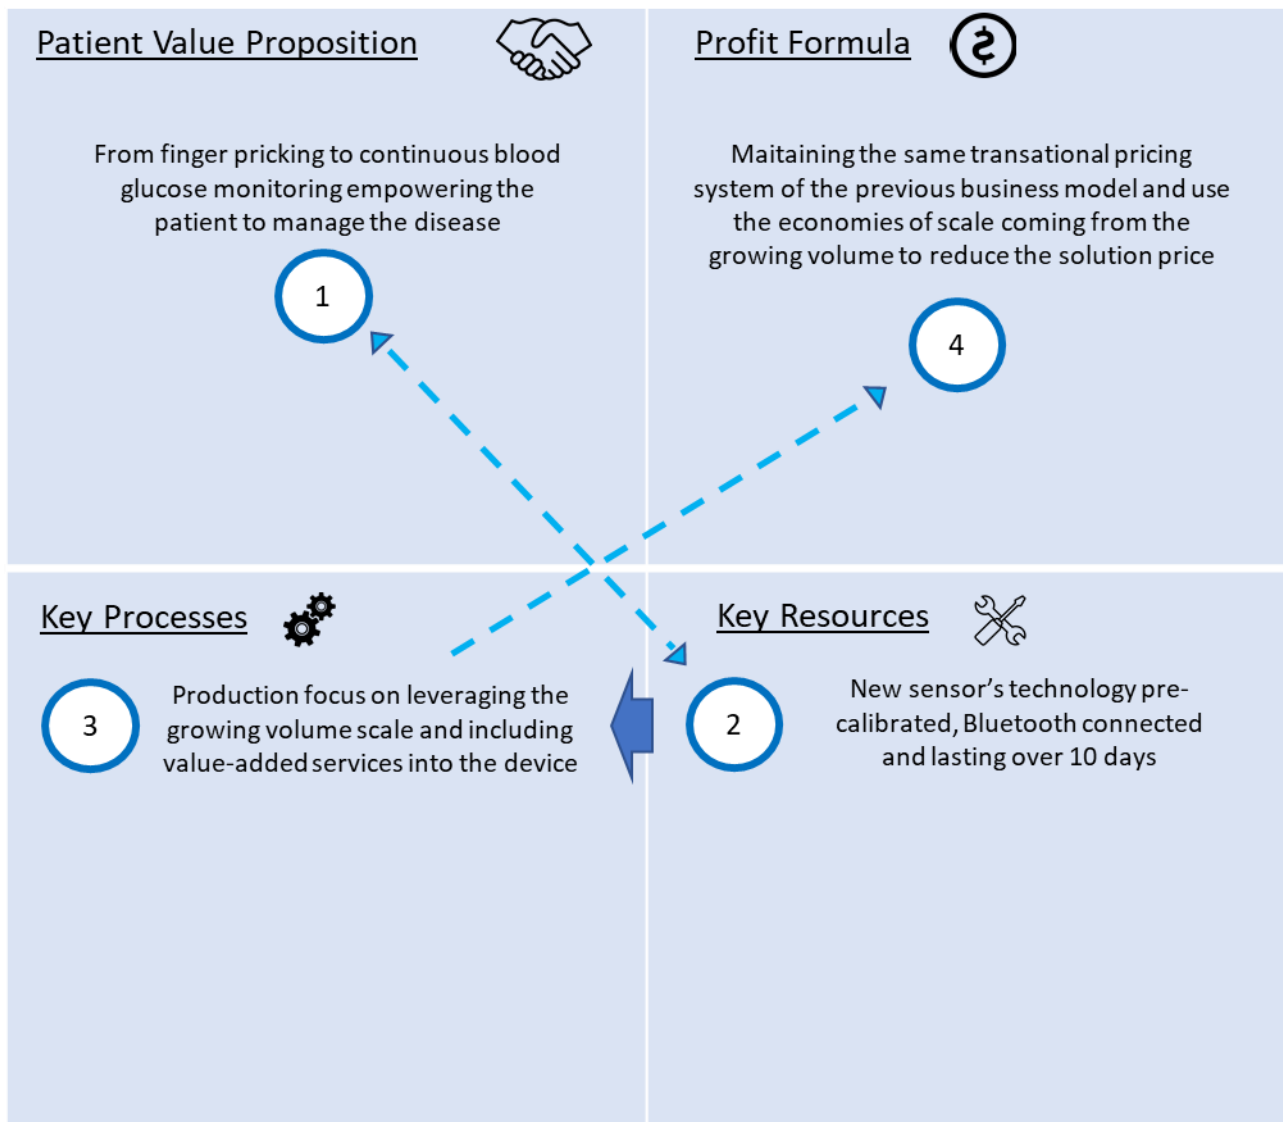 Patient Value Proposition
From finger pricking to continuous blood
glucose monitoring empowering the
patient to manage the disease
1
Profit Formula
Maitaining the same transational pricing
system of the previous business model and use
the economies of scale coming from the
growing volume to reduce the solution price
4
Key Processes
3
Production focus on leveraging the
growing volume scale and including
value-added services into the device
Key Resources
2
New sensor’s technology pre-
calibrated, Bluetooth connected
and lasting over 10 days